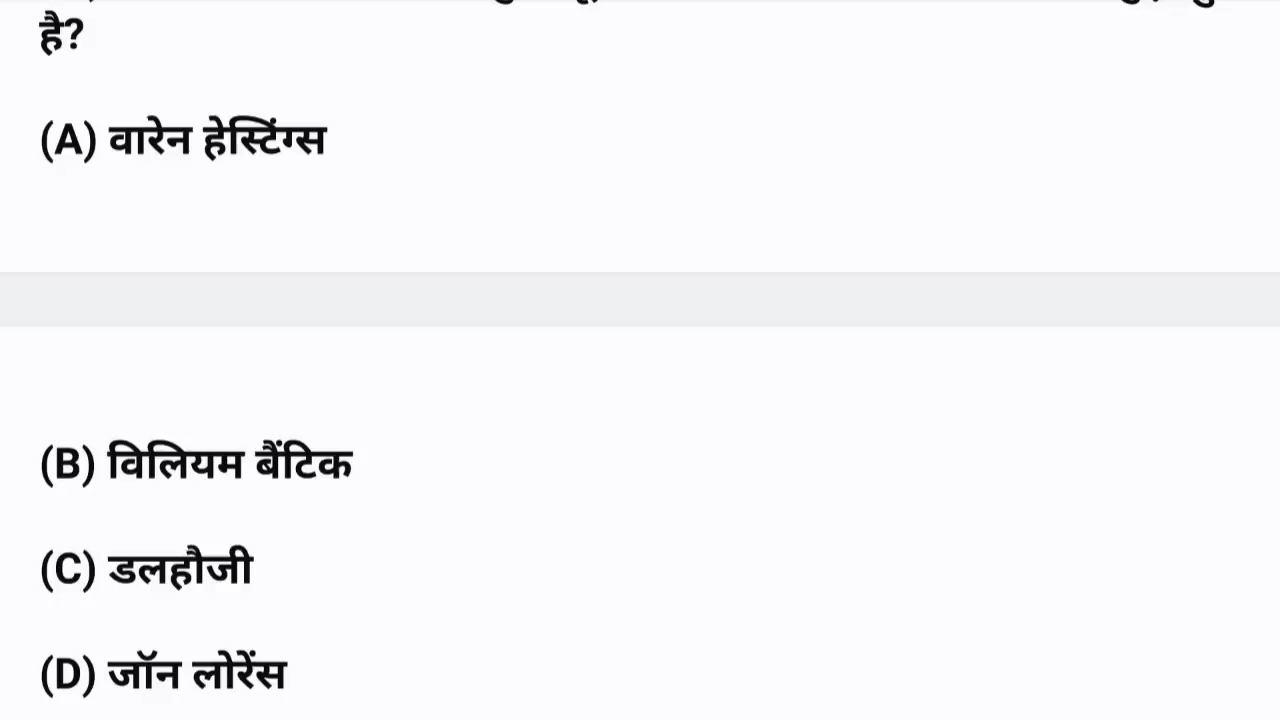 है?
(A) वारेन हेस्टिंग्स
(B) विलियम बैंटिक
(C) डलहौजी
(D) जॉन लोरेंस